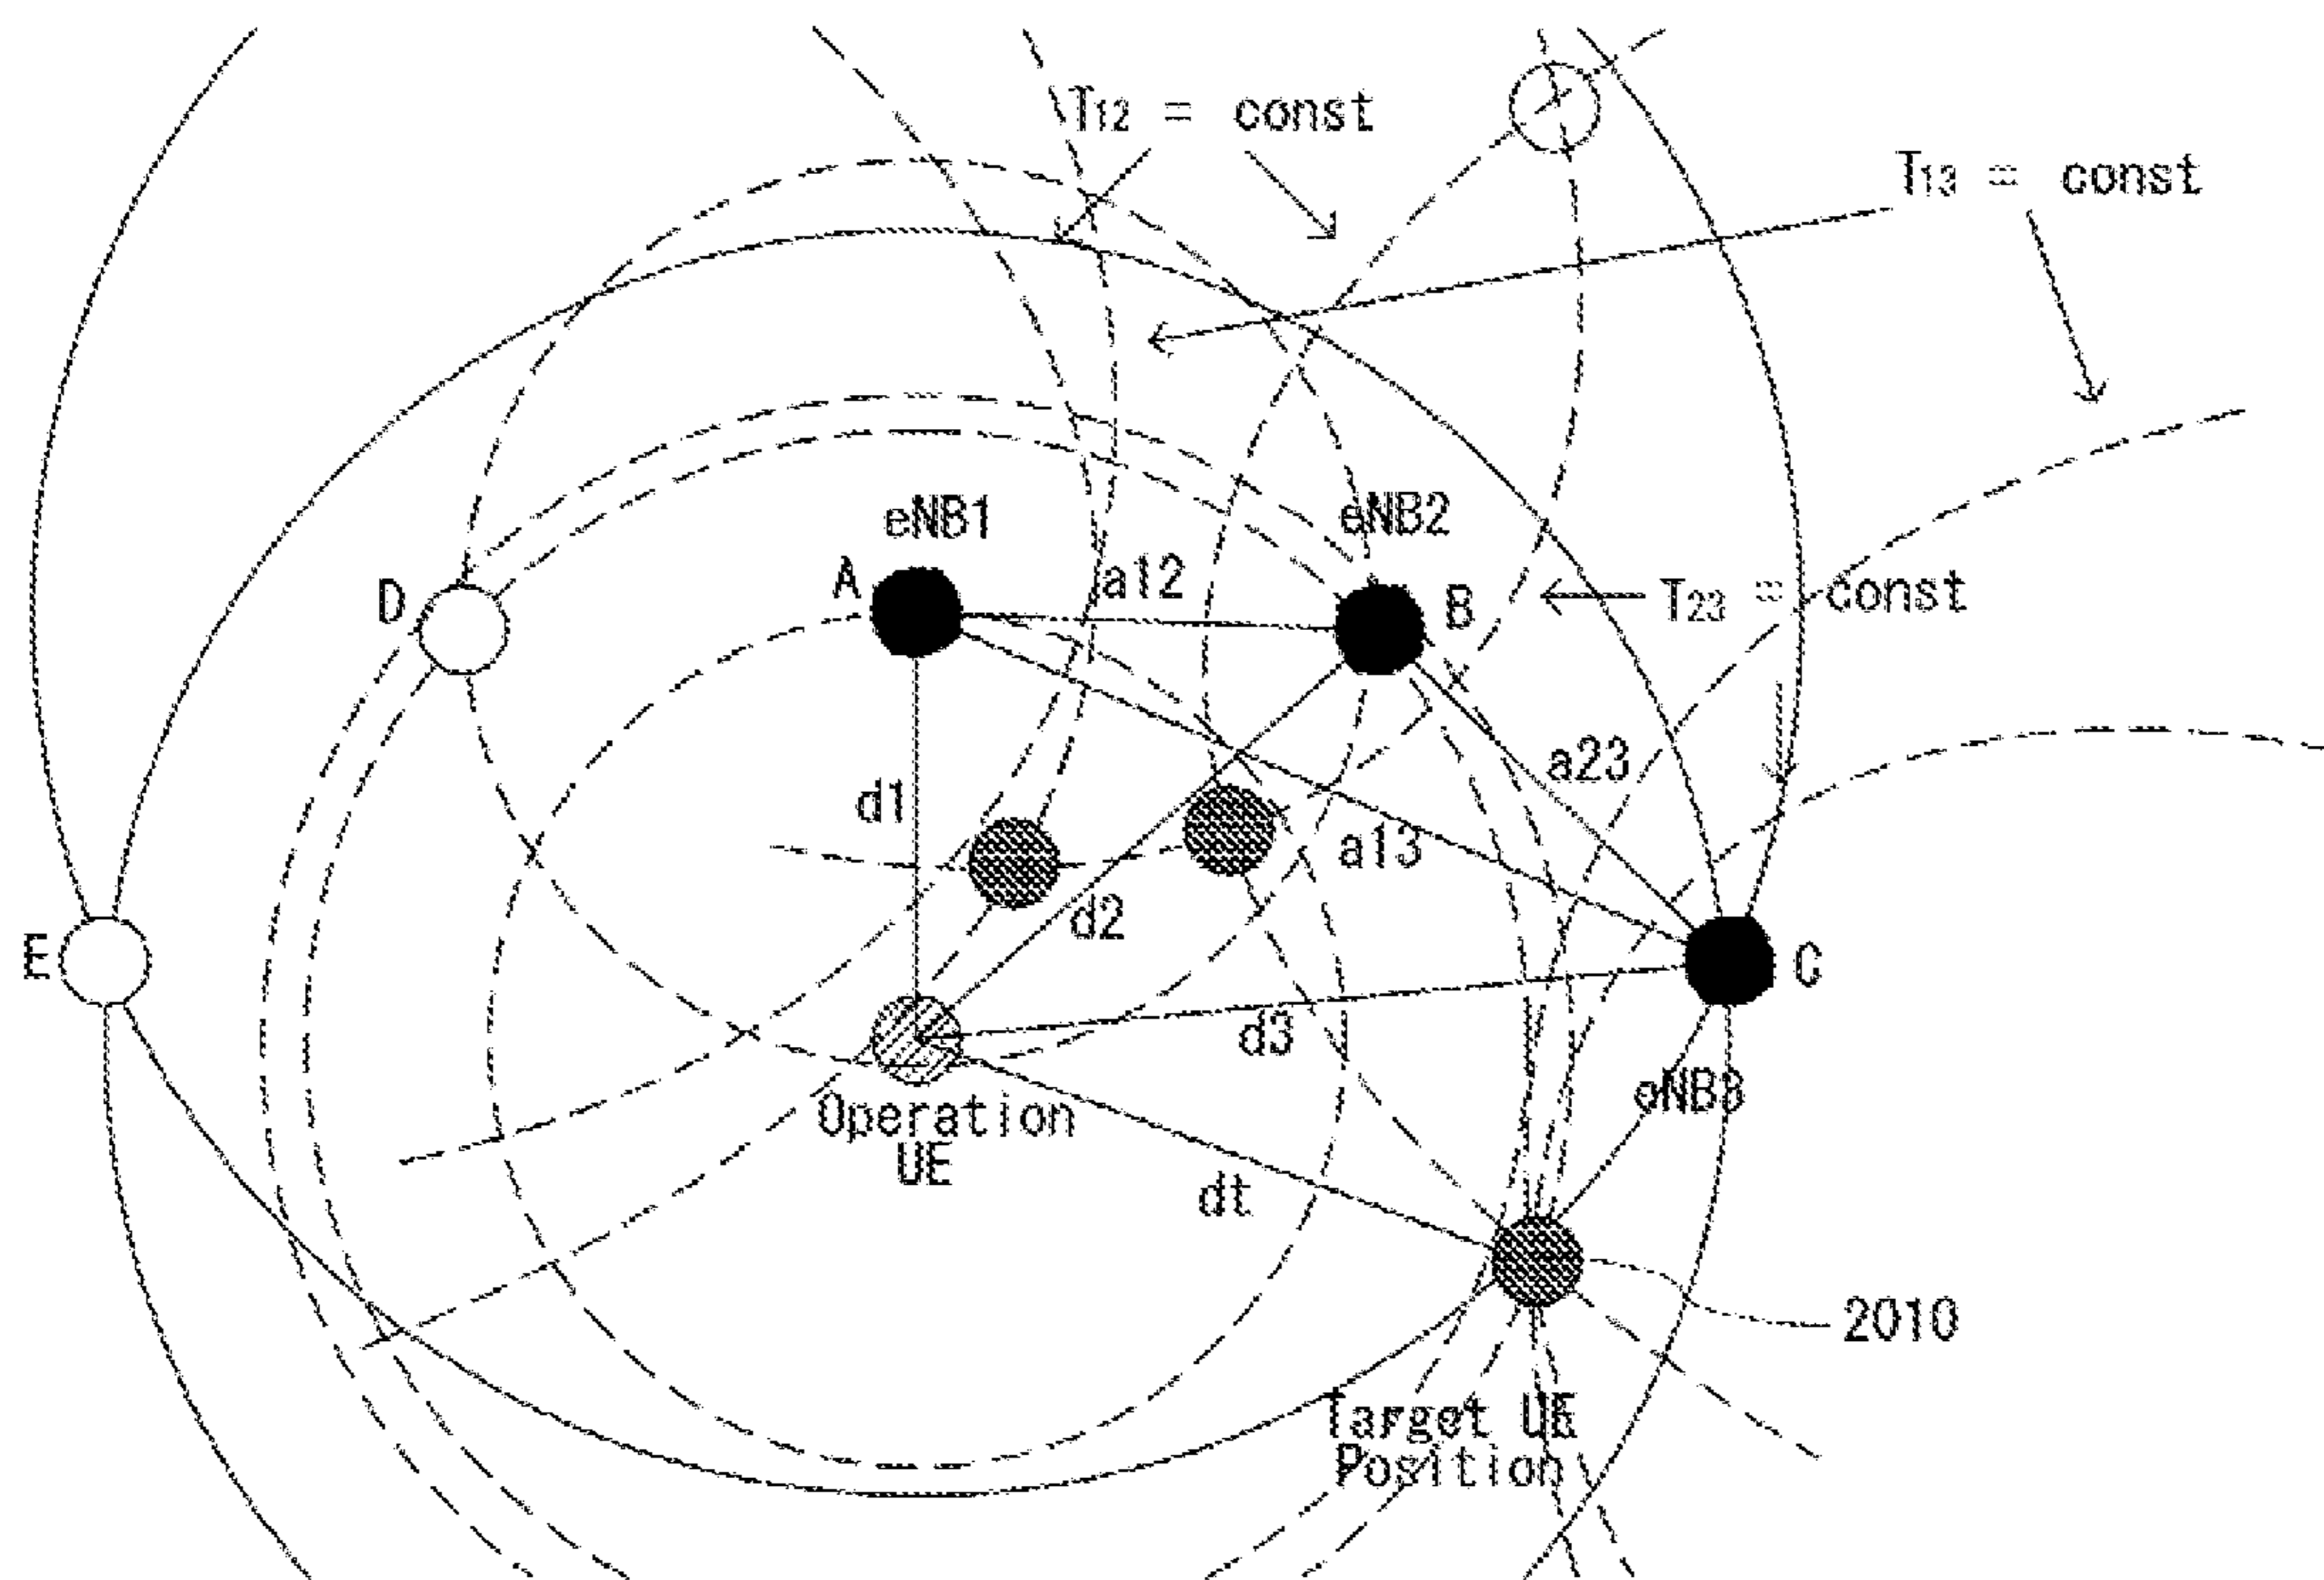 T12 = const
T13 = const
eNB1
eNB2
A
a12
B
T23 = const
D
d1
a23
a13
d2
E
C
d3
eNB3
Operation
UE
dt
2010
Target UE
Position